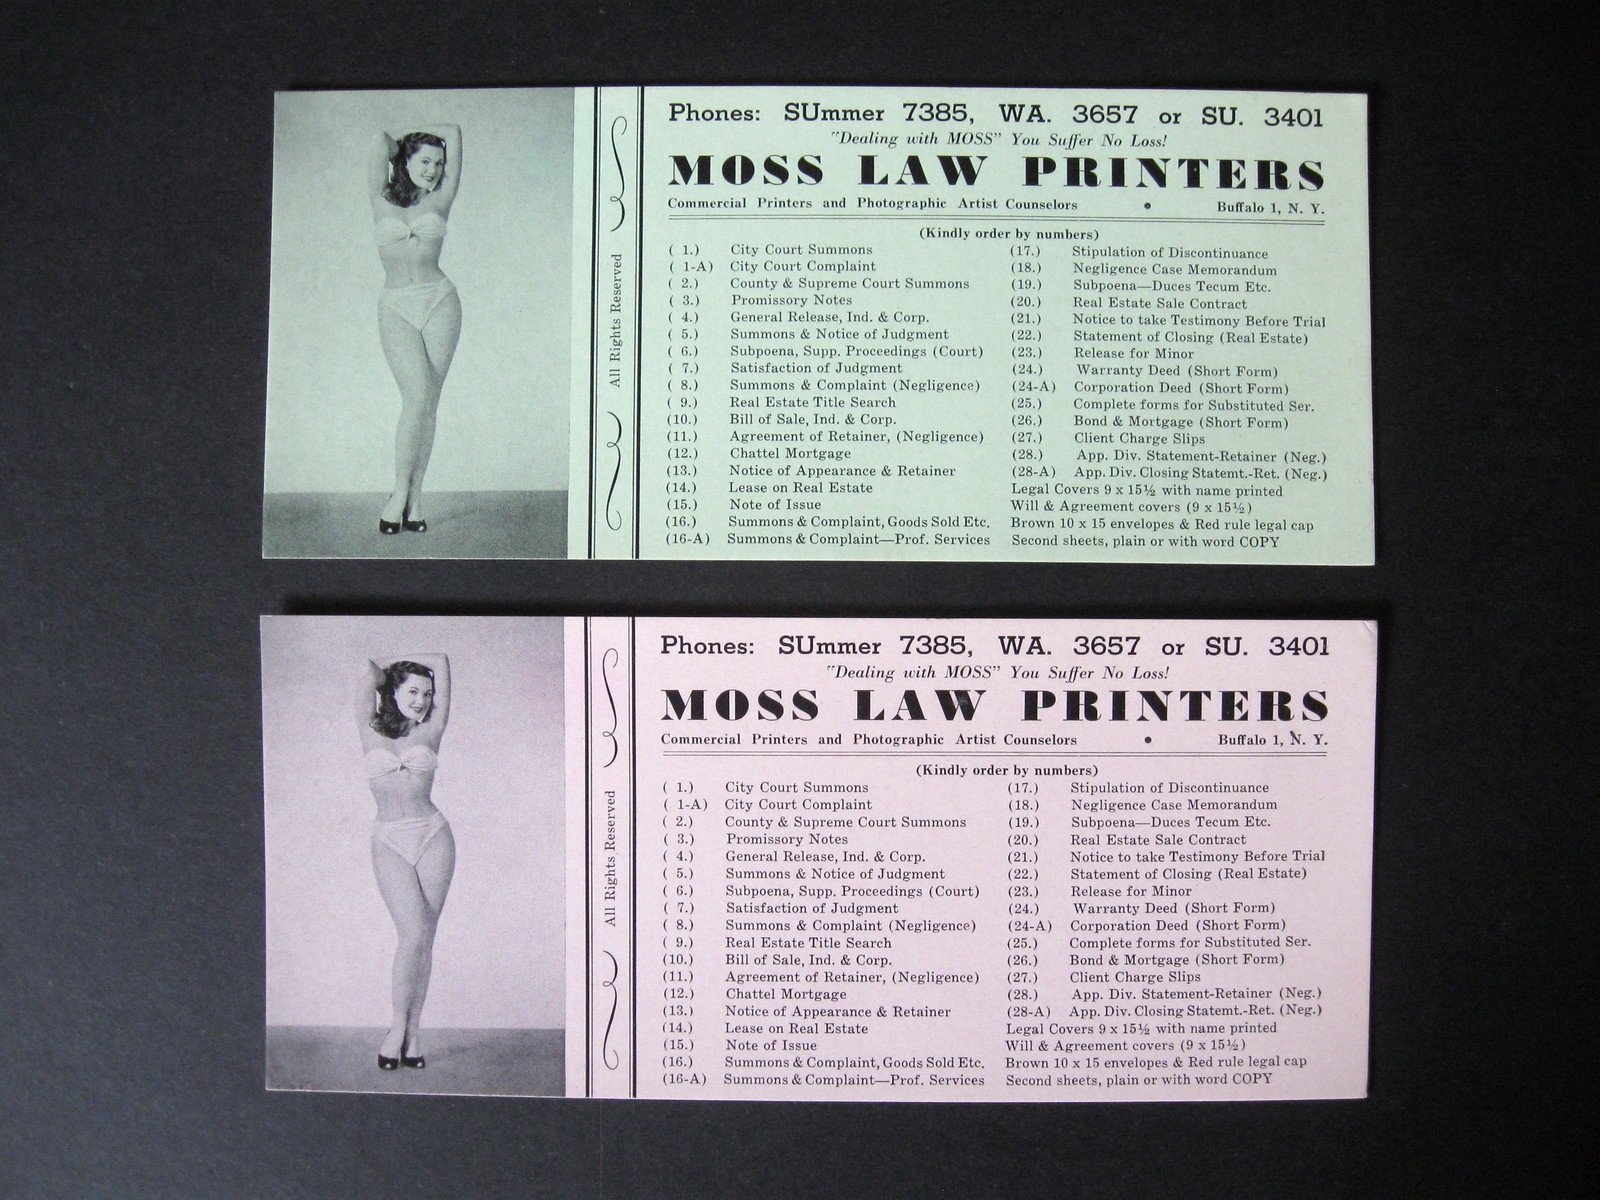 Phones: SUmmer 7385, WA. 3657 or SU. 3401
"Dealing with MOSS" You Suffer No Loss!
MOSS LAW PRINTERS
Commercial Printers and Photographic Artist Counselors • Buffalo 1, N. Y.
(Kindly order by numbers)
( 1.) City Court Summons
( 1-A) City Court Complaint
( 2.) County & Supreme Court Summons
( 3.) Promissory Notes
( 4.) General Release, Ind. & Corp.
( 5.) Summons & Notice of Judgment
( 6.) Subpoena, Supp. Proceedings (Court)
( 7.) Satisfaction of Judgment
( 8.) Summons & Complaint (Negligence)
( 9.) Real Estate Title Search
(10.) Bill of Sale, Ind. & Corp.
(11.) Agreement of Retainer, (Negligence)
(12.) Chattel Mortgage
(13.) Notice of Appearance & Retainer
(14.) Lease on Real Estate
(15.) Note of Issue
(16.) Summons & Complaint, Goods Sold Etc.
(16-A) Summons & Complaint—Prof. Services
(17.) Stipulation of Discontinuance
(18.) Negligence Case Memorandum
(19.) Subpoena—Duces Tecum Etc.
(20.) Real Estate Sale Contract
(21.) Notice to take Testimony Before Trial
(22.) Statement of Closing (Real Estate)
(23.) Release for Minor
(24.) Warranty Deed (Short Form)
(24-A) Corporation Deed (Short Form)
(25.) Complete forms for Substituted Ser.
(26.) Bond & Mortgage (Short Form)
(27.) Client Charge Slips
(28.) App. Div. Statement-Retainer (Neg.)
(28-A) App. Div. Closing Statemt.-Ret. (Neg.)
Legal Covers 9 x 15½ with name printed
Will & Agreement covers (9 x 15½)
Brown 10 x 15 envelopes & Red rule legal cap
Second sheets, plain or with word COPY
All Rights Reserved
Phones: SUmmer 7385, WA. 3657 or SU. 3401
"Dealing with MOSS" You Suffer No Loss!
MOSS LAW PRINTERS
Commercial Printers and Photographic Artist Counselors • Buffalo 1, N. Y.
(Kindly order by numbers)
( 1.) City Court Summons
( 1-A) City Court Complaint
( 2.) County & Supreme Court Summons
( 3.) Promissory Notes
( 4.) General Release, Ind. & Corp.
( 5.) Summons & Notice of Judgment
( 6.) Subpoena, Supp. Proceedings (Court)
( 7.) Satisfaction of Judgment
( 8.) Summons & Complaint (Negligence)
( 9.) Real Estate Title Search
(10.) Bill of Sale, Ind. & Corp.
(11.) Agreement of Retainer, (Negligence)
(12.) Chattel Mortgage
(13.) Notice of Appearance & Retainer
(14.) Lease on Real Estate
(15.) Note of Issue
(16.) Summons & Complaint, Goods Sold Etc.
(16-A) Summons & Complaint—Prof. Services
(17.) Stipulation of Discontinuance
(18.) Negligence Case Memorandum
(19.) Subpoena—Duces Tecum Etc.
(20.) Real Estate Sale Contract
(21.) Notice to take Testimony Before Trial
(22.) Statement of Closing (Real Estate)
(23.) Release for Minor
(24.) Warranty Deed (Short Form)
(24-A) Corporation Deed (Short Form)
(25.) Complete forms for Substituted Ser.
(26.) Bond & Mortgage (Short Form)
(27.) Client Charge Slips
(28.) App. Div. Statement-Retainer (Neg.)
(28-A) App. Div. Closing Statemt.-Ret. (Neg.)
Legal Covers 9 x 15½ with name printed
Will & Agreement covers (9 x 15½)
Brown 10 x 15 envelopes & Red rule legal cap
Second sheets, plain or with word COPY
All Rights Reserved